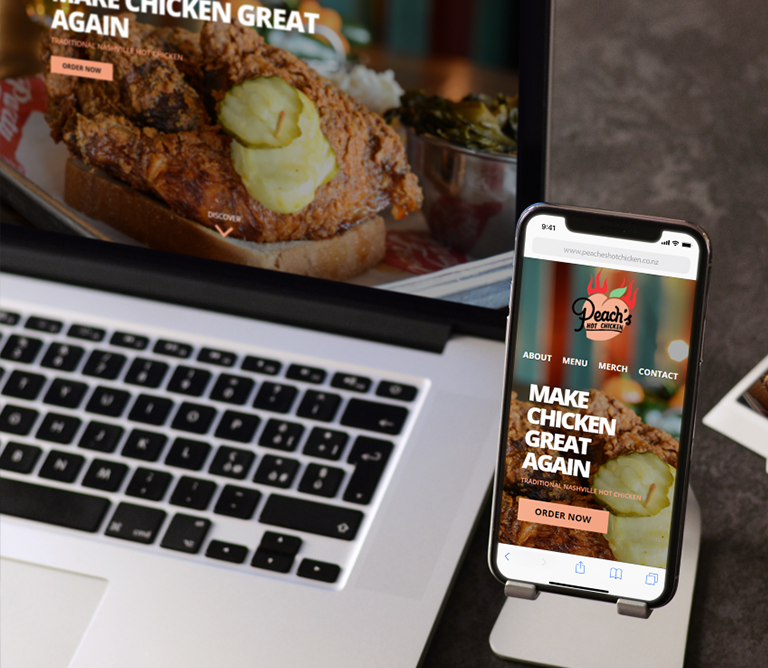 MAKE CHICKEN GREAT
AGAIN
TRADITIONAL NASHVILLE HOT CHICKEN
ORDER NOW
DISCOVER
cmd
9:41
www.peacheshotchicken.co.nz
Peach's
HOT CHICKEN
ABOUT MENU MERCH CONTACT
MAKE
CHICKEN
GREAT
AGAIN
TRADITIONAL NASHVILLE HOT CHICKEN
ORDER NOW